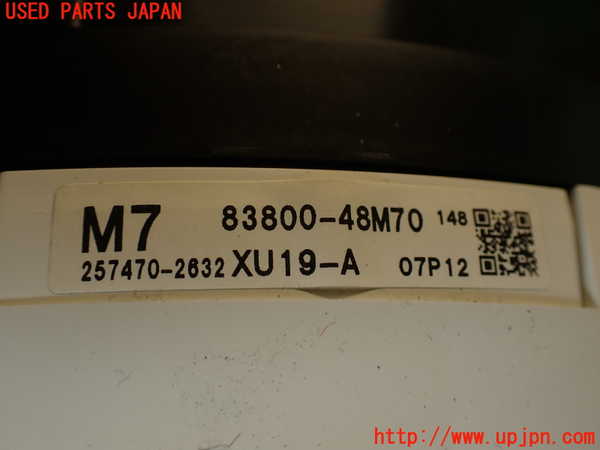 USED PARTS JAPAN
M7 83800-48M70 148
257470-2632 XU19-A 07P12
http://www.upjpn.com/